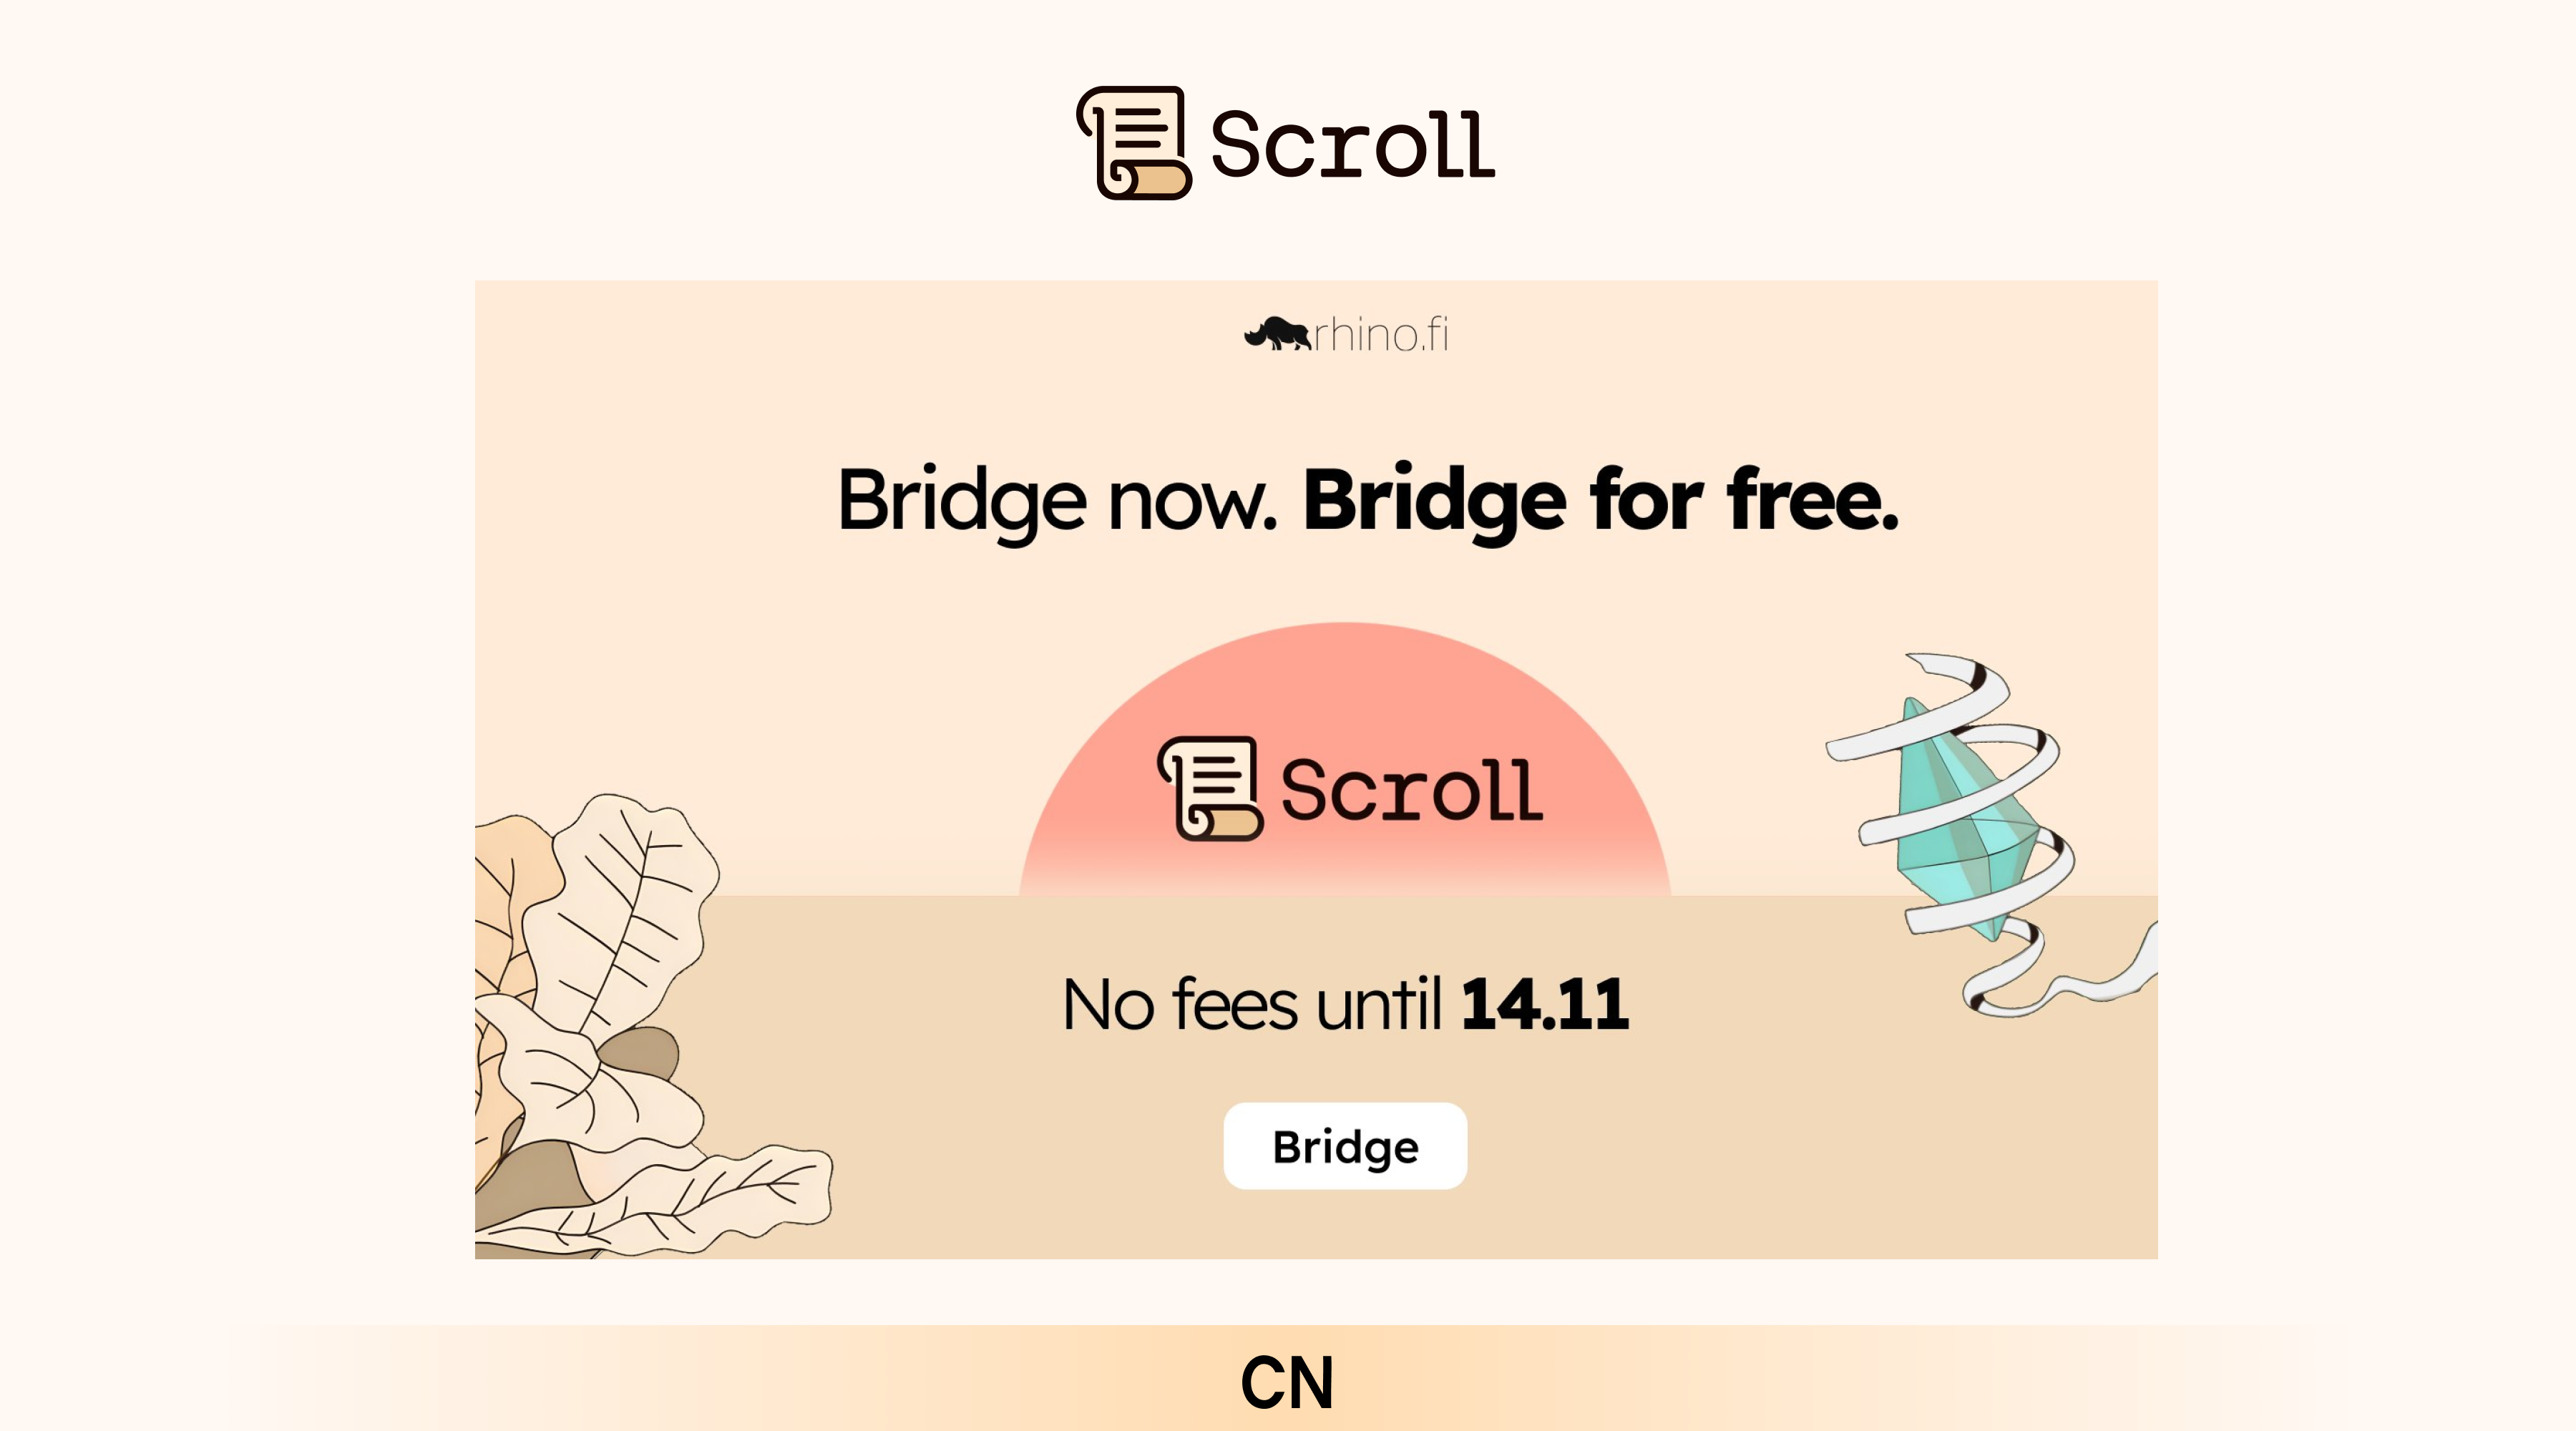 Scroll
rhino.fi
Bridge now. Bridge for free.
Scroll
No fees until 14.11
Bridge
CN